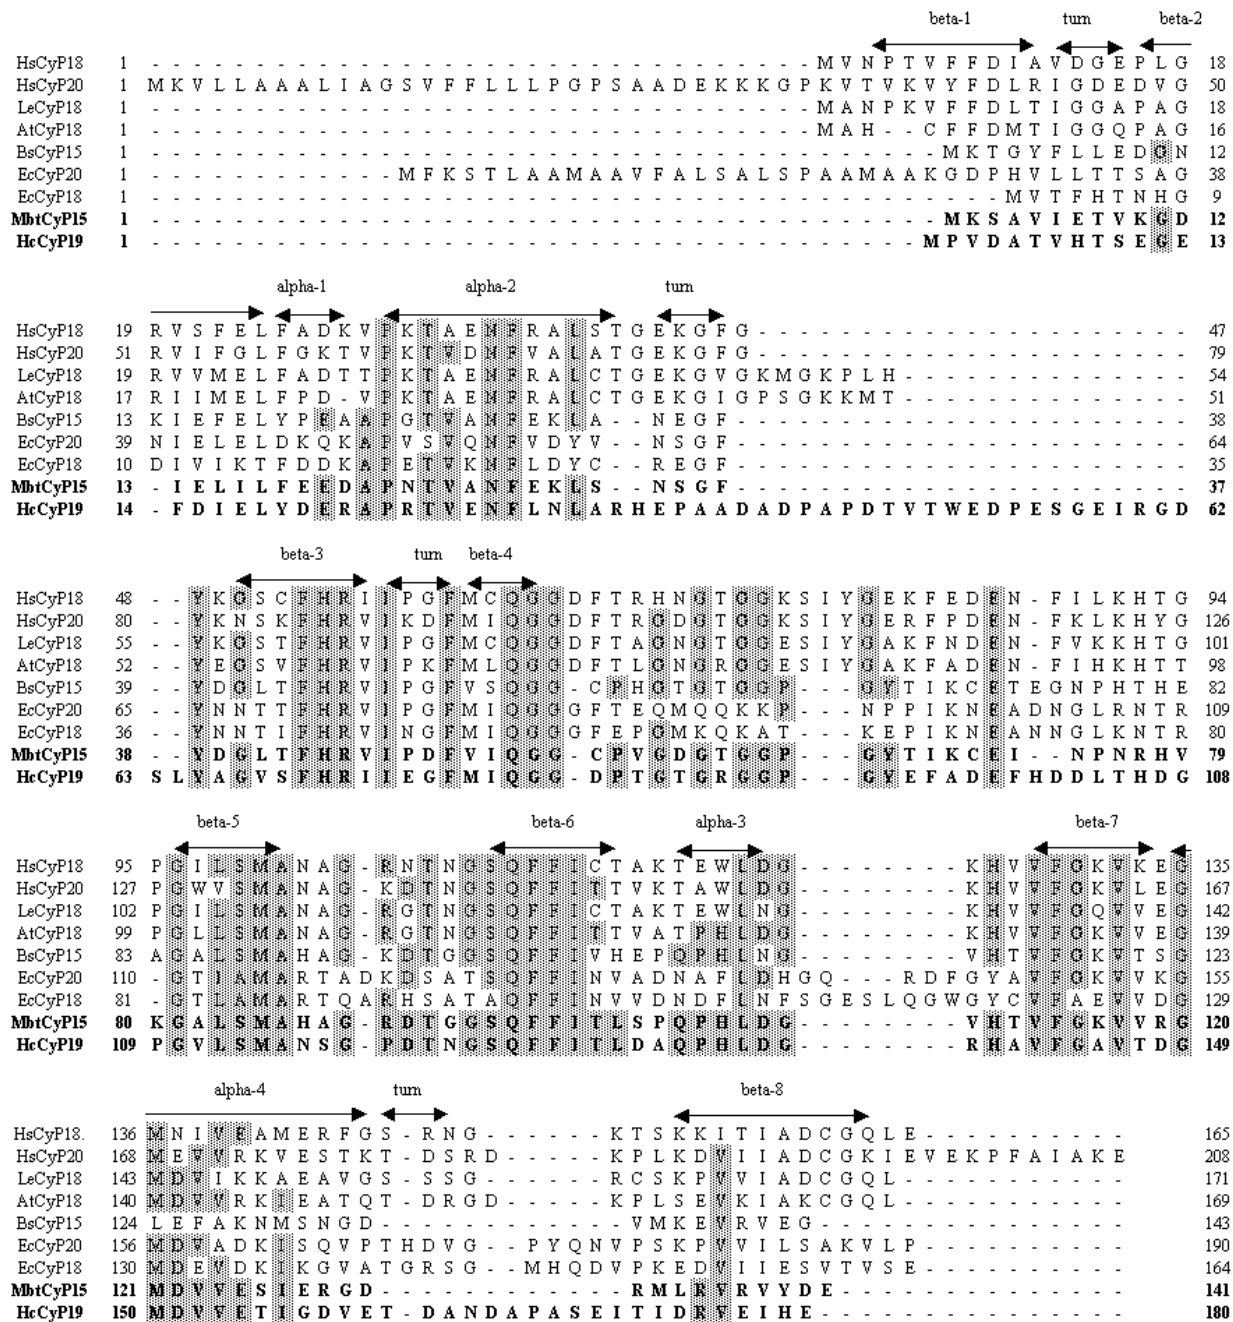 beta-1 turn beta-2
HsCyP18 1 - - - - - - - - - - - - - - - - - - - - - - - - - - - - - - - - M V N P T V F F D I A V D G E P L G 18
HsCyP20 1 M K V L L A A A L I A G S V F F L L L P G P S A A D E K K K G P K V T V K V Y F D L R I G D E D V G 50
LeCyP18 1 - - - - - - - - - - - - - - - - - - - - - - - - - - - - - - - - M A N P K V F F D L T I G G A P A G 18
AtCyP18 1 - - - - - - - - - - - - - - - - - - - - - - - - - - - - - - - - M A H - - C F F D M T I G G Q P A G 16
BsCyP15 1 - - - - - - - - - - - - - - - - - - - - - - - - - - - - - - - - - - - - - - M K T G Y F L L E D G N 12
EcCyP20 1 - - - - - - - - - - - - M F K S T L A A M A A V F A L S A L S P A A M A A K G D P H V L L T T S A G 38
EcCyP18 1 - - - - - - - - - - - - - - - - - - - - - - - - - - - - - - - - - - - - - - - - - M V T F H T N H G 9
MbtCyP15 1 - - - - - - - - - - - - - - - - - - - - - - - - - - - - - - - - - - - - - - M K S A V I E T V K G D 12
HcCyP19 1 - - - - - - - - - - - - - - - - - - - - - - - - - - - - - - - - - - - - - M P V D A T V H T S E G E 13
alpha-1 alpha-2 turn
HsCyP18 19 R V S F E L F A D K V P K T A E N F R A L S T G E K G F G - - - - - - - - - - - - - - - - - - - - - 47
HsCyP20 51 R V I F G L F G K T V P K T V D N F V A L A T G E K G F G - - - - - - - - - - - - - - - - - - - - - 79
LeCyP18 19 R V V M E L F A D T T P K T A E N F R A L C T G E K G V G K M G K P L H - - - - - - - - - - - - - - 54
AtCyP18 17 R I I M E L F P D - V P K T A E N F R A L C T G E K G I G P S G K K M T - - - - - - - - - - - - - - 51
BsCyP15 13 K I E F E L Y P E A A P G T V A N F E K L A - - N E G F - - - - - - - - - - - - - - - - - - - - - - 38
EcCyP20 39 N I E L E L D K Q K A P V S V Q N F V D Y V - - N S G F - - - - - - - - - - - - - - - - - - - - - - 64
EcCyP18 10 D I V I K T F D D K A P E T V K N F L D Y C - - R E G F - - - - - - - - - - - - - - - - - - - - - - 35
MbtCyP15 13 - I E L I L F E E D A P N T V A N F E K L S - - N S G F - - - - - - - - - - - - - - - - - - - - - - 37
HcCyP19 14 - F D I E L Y D E R A P R T V E N F L N L A R H E P A A D A D P A P D T V T W E D P E S G E I R G D 62
beta-3 turn beta-4
HsCyP18 48 - - Y K G S C F H R I I P G F M C Q G G D F T R H N G T G G K S I Y G E K F E D E N - F I L K H T G 94
HsCyP20 80 - - Y K N S K F H R V I K D F M I Q G G D F T R G D G T G G K S I Y G E R F P D E N - F K L K H Y G 126
LeCyP18 55 - - Y K G S T F H R V I P G F M C Q G G D F T A G N G T G G E S I Y G A K F N D E N - F V K K H T G 101
AtCyP18 52 - - Y E G S V F H R V I P K F M L Q G G D F T L G N G R G G E S I Y G A K F A D E N - F I H K H T T 98
BsCyP15 39 - - Y D G L T F H R V I P G F V S Q G G - C P H G T G T G G P - - - G Y T I K C E T E G N P H T H E 82
EcCyP20 65 - - Y N N T T F H R V I P G F M I Q G G G F T E Q M Q Q K K P - - - N P P I K N E A D N G L R N T R 109
EcCyP18 36 - - Y N N T I F H R V I N G F M I Q G G G F E P G M K Q K A T - - - K E P I K N E A N N G L K N T R 80
MbtCyP15 38 - - Y D G L T F H R V I P D F V I Q G G - C P V G D G T G G P - - - G Y T I K C E I - - N P N R H V 79
HcCyP19 63 S L Y A G V S F H R I I E G F M I Q G G - D P T G T G R G G P - - - G Y E F A D E F H D D L T H D G 108
beta-5 beta-6 alpha-3 beta-7
HsCyP18 95 P G I L S M A N A G - R N T N G S Q F F I C T A K T E W L D G - - - - - - - - K H V V F G K V K E G 135
HsCyP20 127 P G W V S M A N A G - K D T N G S Q F F I T T V K T A W L D G - - - - - - - - K H V V F G K V L E G 167
LeCyP18 102 P G I L S M A N A G - R G T N G S Q F F I C T A K T E W L N G - - - - - - - - K H V V F G Q V V E G 142
AtCyP18 99 P G L L S M A N A G - R G T N G S Q F F I T T V A T P H L D G - - - - - - - - K H V V F G K V V E G 139
BsCyP15 83 A G A L S M A H A G - K D T G G S Q F F I V H E P Q P H L N G - - - - - - - - V H T V F G K V T S G 123
EcCyP20 110 - G T I A M A R T A D K D S A T S Q F F I N V A D N A F L D H G Q - - - - R D F G Y A V F G K V V K G 155
EcCyP18 81 - G T L A M A R T Q A R H S A T A Q F F I N V V D N D F L N F S G E S L Q G W G Y C V F A E V V D G 129
MbtCyP15 80 K G A L S M A H A G - R D T G G S Q F F I T L S P Q P H L D G - - - - - - - - V H T V F G K V V R G 120
HcCyP19 109 P G V L S M A N S G - P D T N G S Q F F I T L D A Q P H L D G - - - - - - - - R H A V F G A V T D G 149
alpha-4 turn beta-8
HsCyP18. 136 M N I V E A M E R F G S - R N G - - - - - - K T S K K I T I A D C G Q L E - - - - - - - - - - 165
HsCyP20 168 M E V V R K V E S T K T - D S R D - - - - - K P L K D V I I A D C G K I E V E K P F A I A K E 208
LeCyP18 143 M D V I K K A E A V G S - S S G - - - - - - R C S K P V V I A D C G Q L - - - - - - - - - - - 171
AtCyP18 140 M D V V R K I E A T Q T - D R G D - - - - - K P L S E V K I A K C G Q L - - - - - - - - - - - 169
BsCyP15 124 L E F A K N M S N G D - - - - - - - - - - - - V M K E V R V E G - - - - - - - - - - - - - - - 143
EcCyP20 156 M D V A D K I S Q V P T H D V G - - P Y Q N V P S K P V V I L S A K V L P - - - - - - - - - - 190
EcCyP18 130 M D E V D K I K G V A T G R S G - - M H Q D V P K E D V I I E S V T V S E - - - - - - - - - - 164
MbtCyP15 121 M D V V E S I E R G D - - - - - - - - - - - - R M L R V R V Y D E - - - - - - - - - - - - - - 141
HcCyP19 150 M D V V E T I G D V E T - D A N D A P A S E I T I D R V E I H E - - - - - - - - - - - - - - - 180